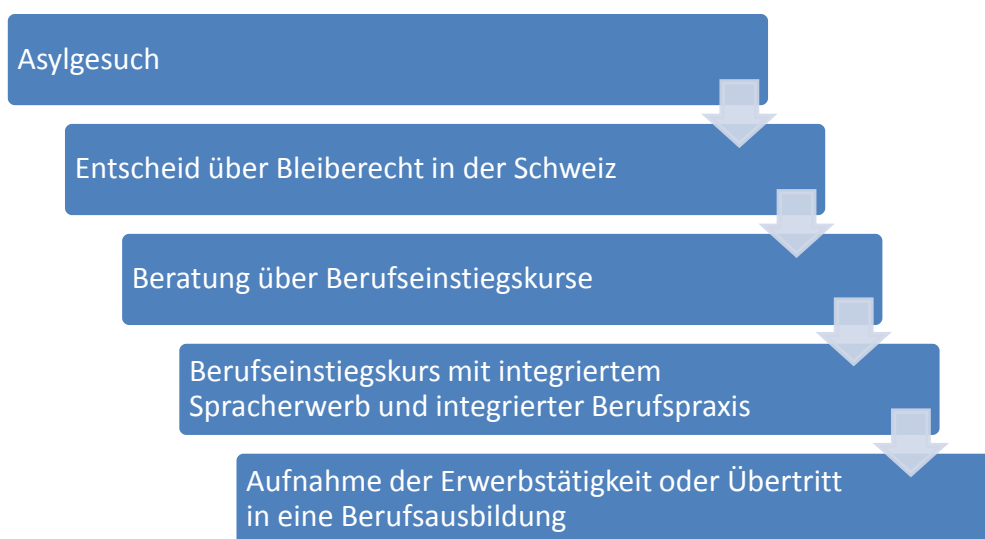 Asylgesuch
Entscheid über Bleiberecht in der Schweiz
Beratung über Berufseinstiegskurse
Berufseinstiegskurs mit integriertem
Spracherwerb und integrierter Berufspraxis
Aufnahme der Erwerbstätigkeit oder Übertritt
in eine Berufsausbildung